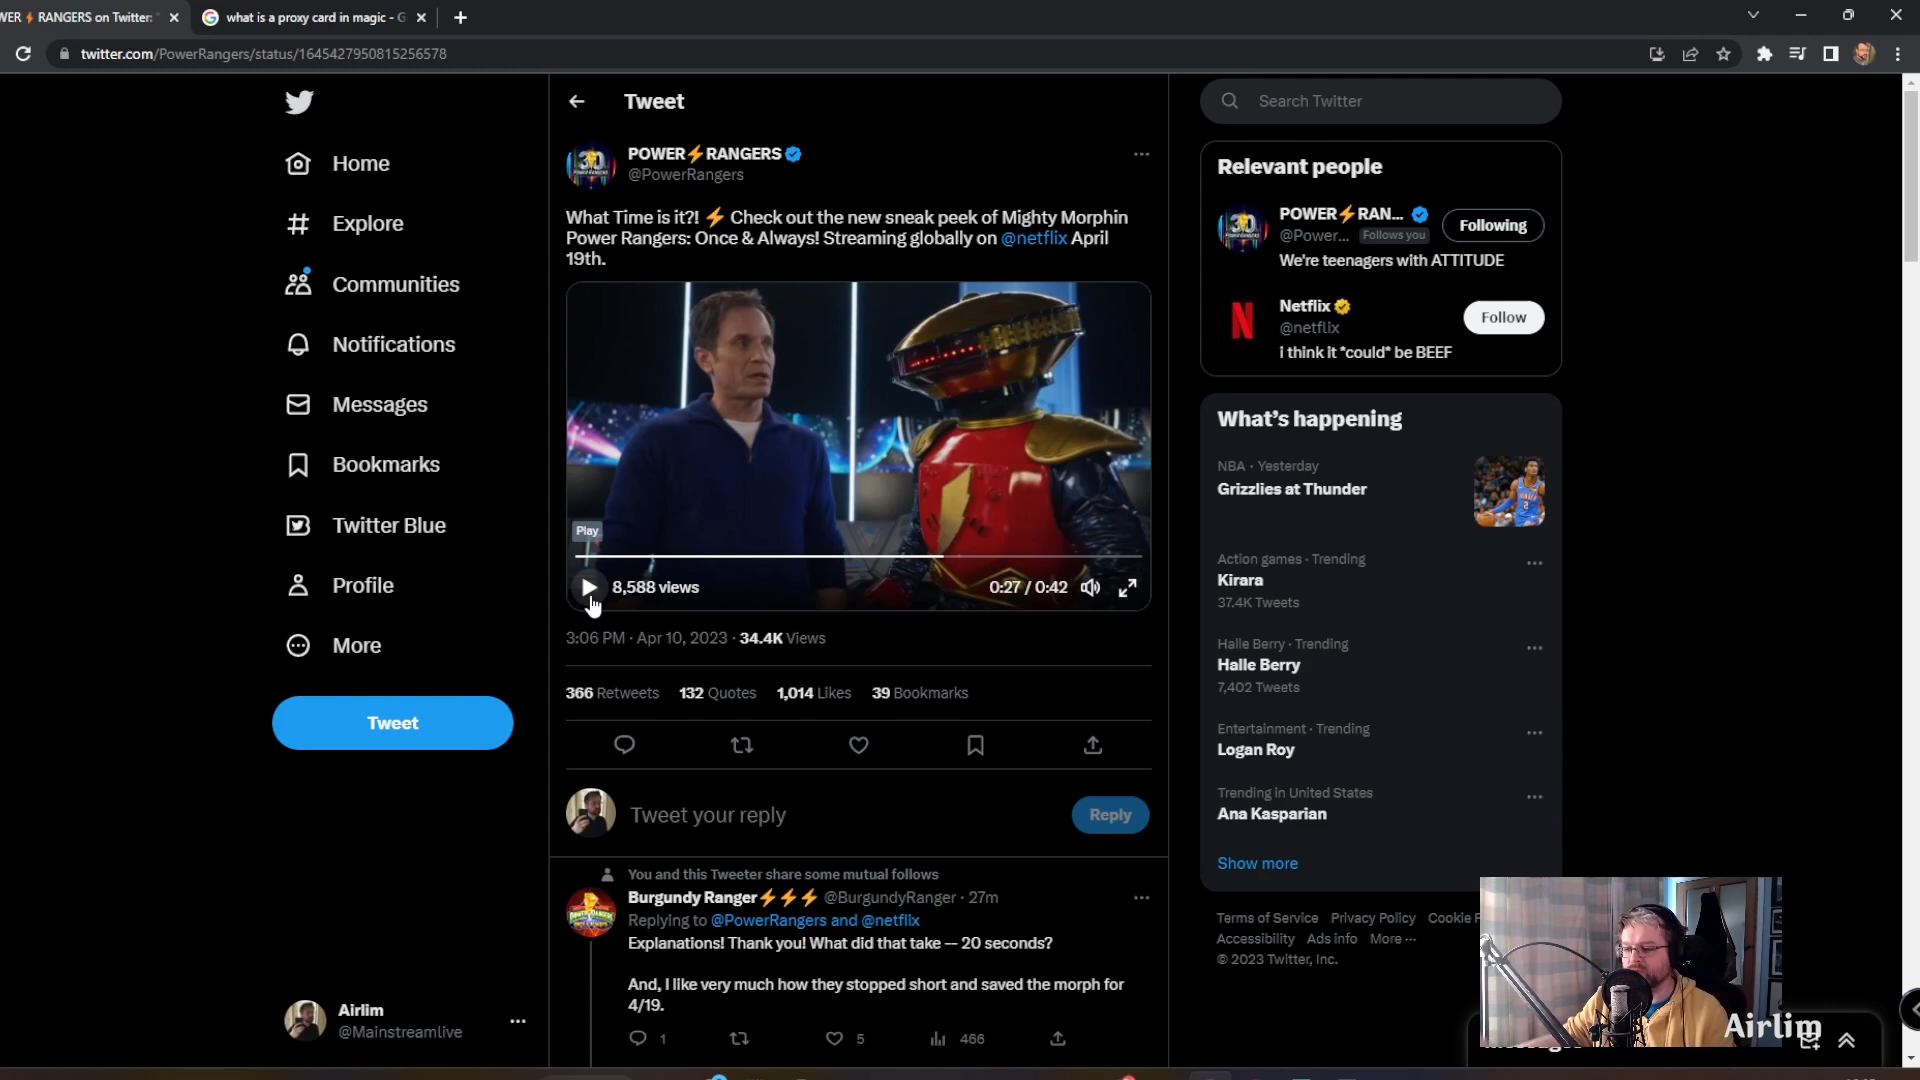 WER⚡RANGERS on Twitter: "
what is a proxy card in magic - G
twitter.com/PowerRangers/status/1645427950815256578
Home
Explore
Communities
Notifications
Messages
Bookmarks
Twitter Blue
Profile
More
Tweet
Airlim
@Mainstreamlive
Tweet
POWER⚡RANGERS
@PowerRangers
What Time is it?! ⚡ Check out the new sneak peek of Mighty Morphin
Power Rangers: Once & Always! Streaming globally on @netflix April
19th.
Play
8,588 views
0:27 / 0:42
3:06 PM · Apr 10, 2023 · 34.4K Views
366 Retweets 132 Quotes 1,014 Likes 39 Bookmarks
Tweet your reply
Reply
You and this Tweeter share some mutual follows
Burgundy Ranger⚡⚡⚡ @BurgundyRanger · 27m
Replying to @PowerRangers and @netflix
Explanations! Thank you! What did that take — 20 seconds?
And, I like very much how they stopped short and saved the morph for
4/19.
1 5 466
Search Twitter
Relevant people
POWER⚡RAN...
@Power... Follows you
Following
We're teenagers with ATTITUDE
Netflix
@netflix
Follow
i think it *could* be BEEF
What's happening
NBA · Yesterday
Grizzlies at Thunder
Action games · Trending
Kirara
37.4K Tweets
Halle Berry · Trending
Halle Berry
7,402 Tweets
Entertainment · Trending
Logan Roy
Trending in United States
Ana Kasparian
Show more
Terms of Service Privacy Policy Cookie
Accessibility Ads info More ···
© 2023 Twitter, Inc.
Airlim